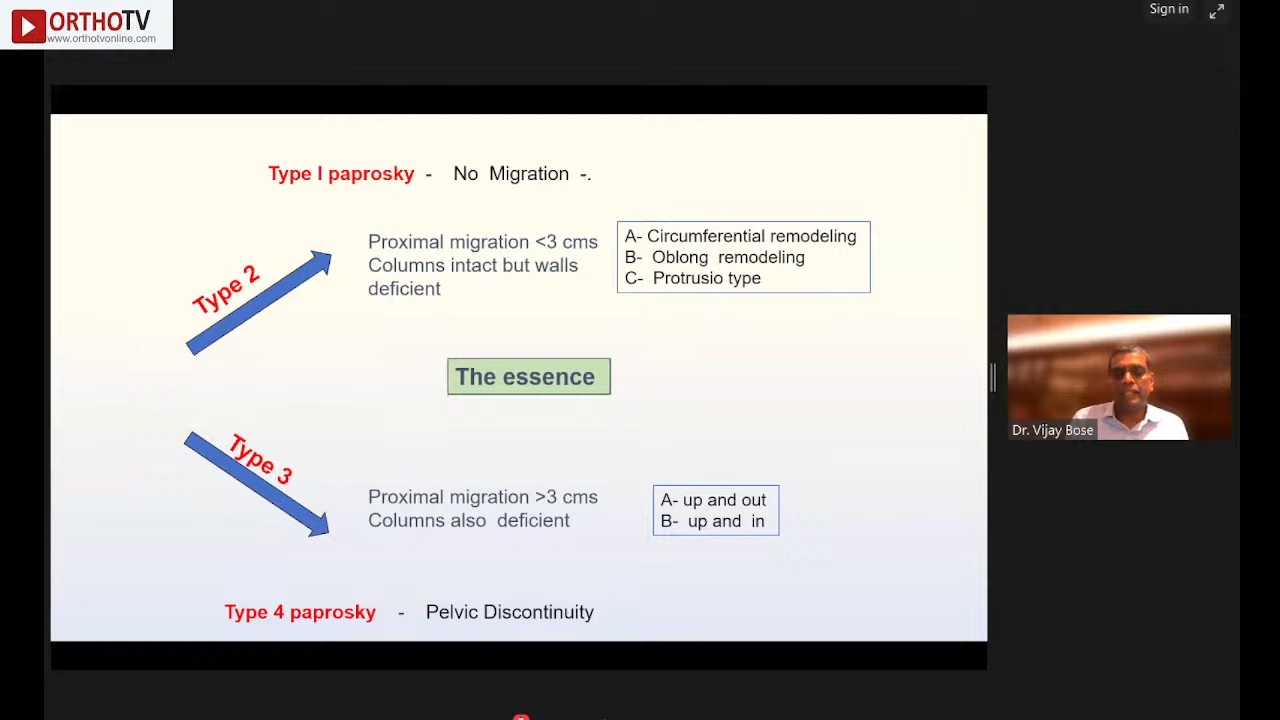 ORTHOTV
www.orthotvonline.com
Sign in
Type I paprosky - No Migration -.
Type 2
Proximal migration <3 cms
Columns intact but walls
deficient
A- Circumferential remodeling
B- Oblong remodeling
C- Protrusio type
The essence
Type 3
Proximal migration >3 cms
Columns also deficient
A- up and out
B- up and in
Type 4 paprosky - Pelvic Discontinuity
Dr. Vijay Bose